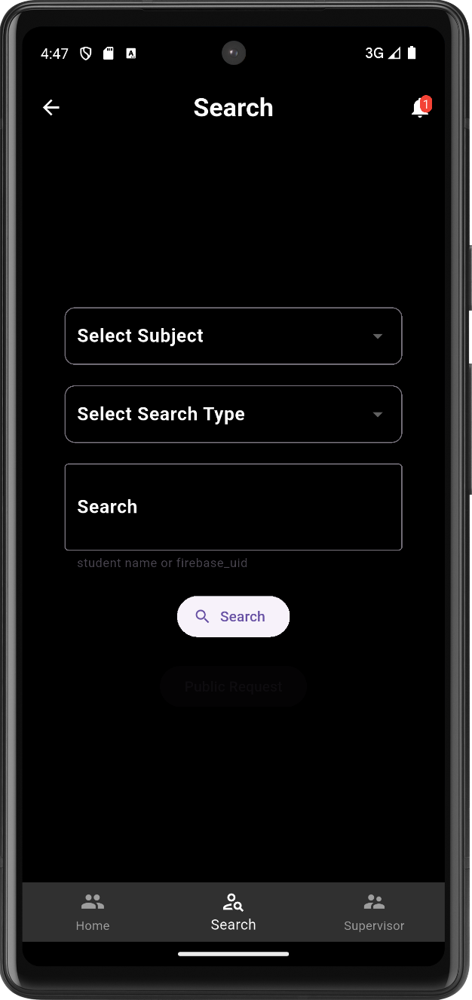 4:47
3G
Search
1
Select Subject
Select Search Type
Search
student name or firebase_uid
Search
Public Request
Home
Search
Supervisor